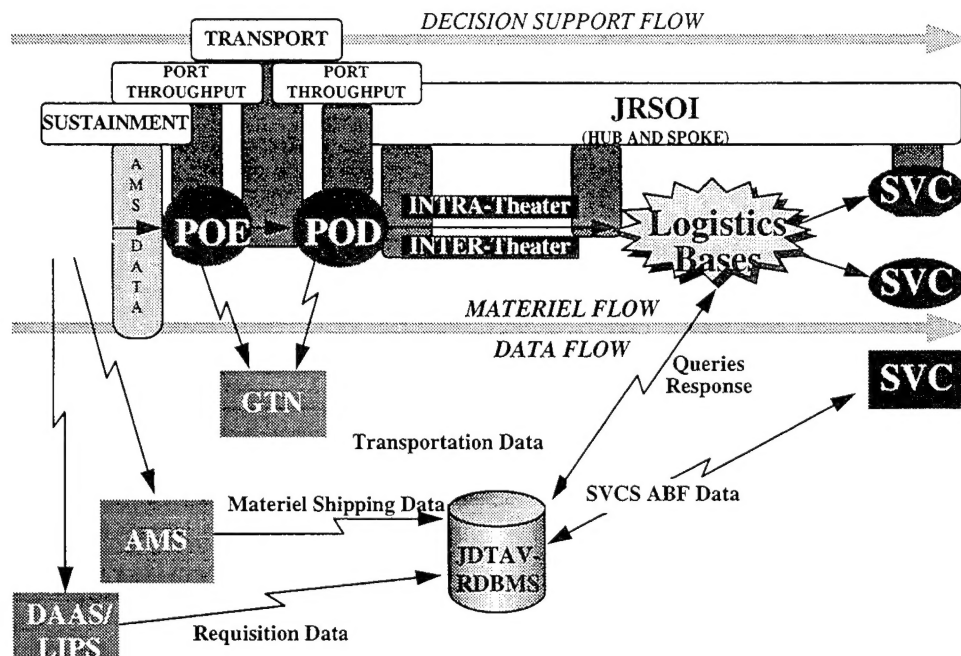 DECISION SUPPORT FLOW
TRANSPORT
PORT
THROUGHPUT
PORT
THROUGHPUT
SUSTAINMENT
JRSOI
(HUB AND SPOKE)
AMS DATA
POE
POD
INTRA-Theater
INTER-Theater
Logistics
Bases
SVC
SVC
MATERIEL FLOW
DATA FLOW
SVC
Queries
Response
GTN
Transportation Data
Materiel Shipping Data
SVCS ABF Data
AMS
JDTAV-
RDBMS
DAAS/
LIPS
Requisition Data